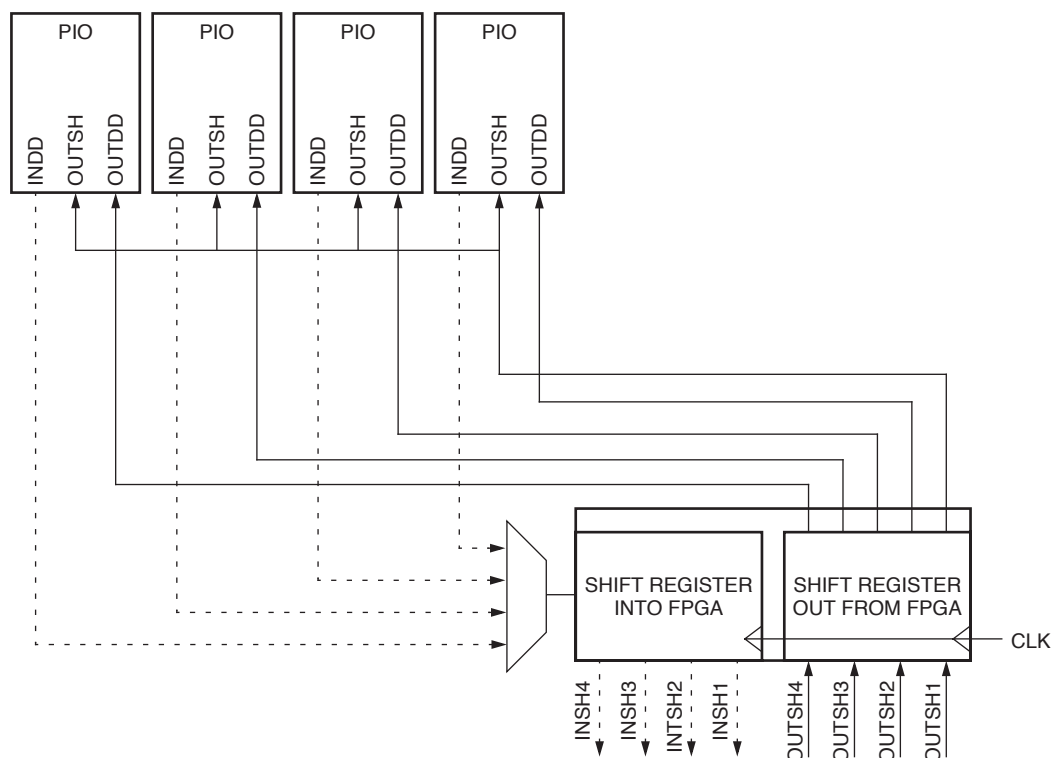 PIO
PIO
PIO
PIO
INDD
OUTSH
OUTDD
INDD
OUTSH
OUTDD
INDD
OUTSH
OUTDD
INDD
OUTSH
OUTDD
SHIFT REGISTER
INTO FPGA
SHIFT REGISTER
OUT FROM FPGA
CLK
INSH4
INSH3
INTSH2
INSH1
OUTSH4
OUTSH3
OUTSH2
OUTSH1